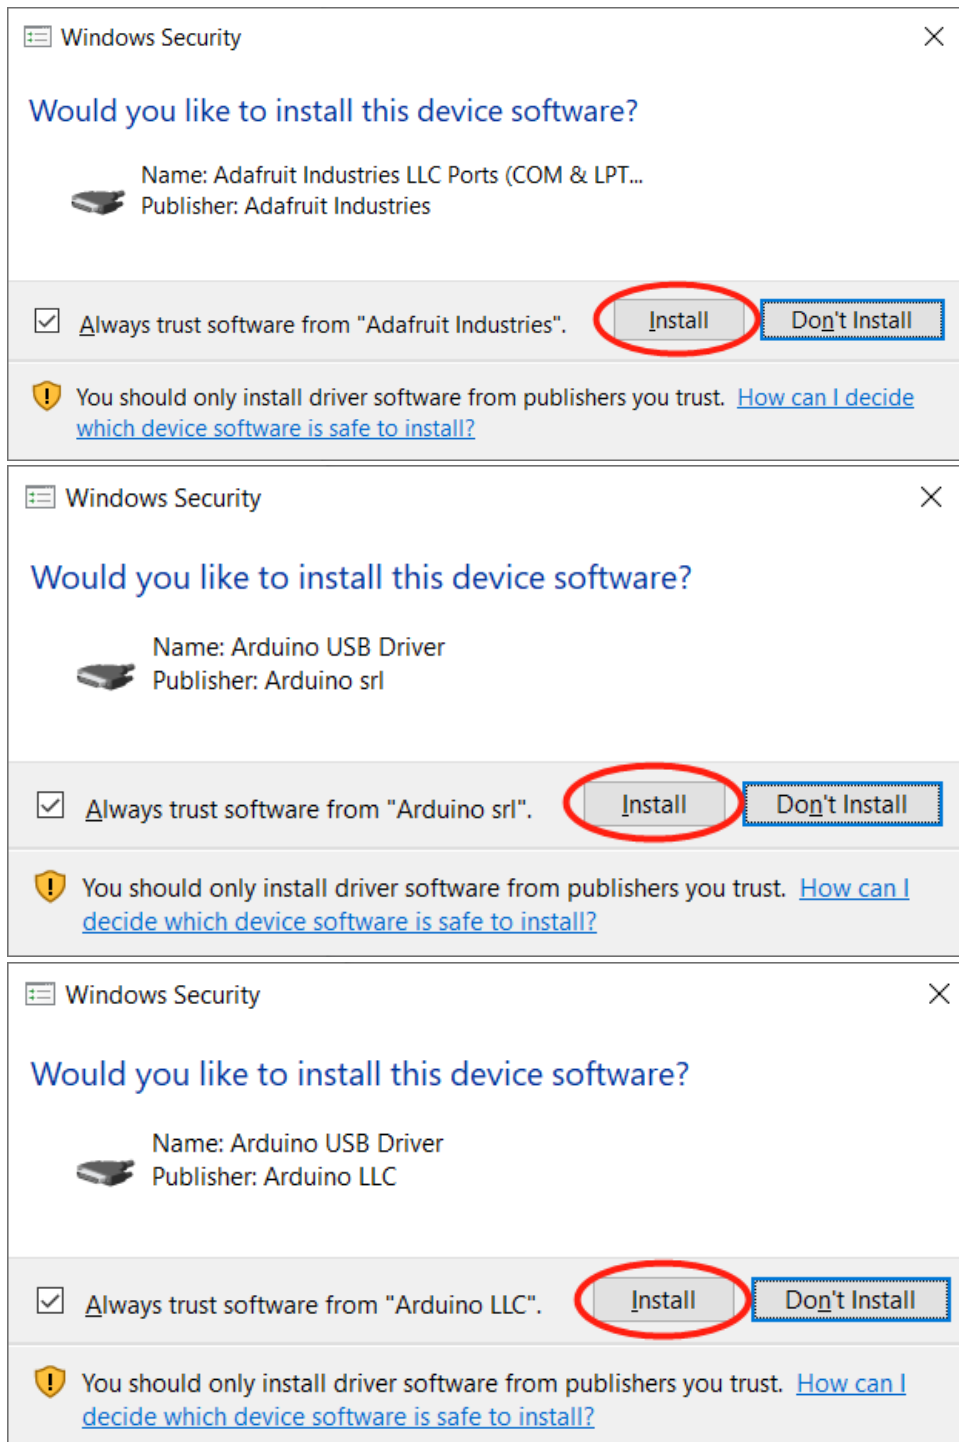 Windows Security
Would you like to install this device software?
Name: Adafruit Industries LLC Ports (COM & LPT...
Publisher: Adafruit Industries
Always trust software from "Adafruit Industries".
Install
Don't Install
You should only install driver software from publishers you trust. How can I decide
which device software is safe to install?
Windows Security
Would you like to install this device software?
Name: Arduino USB Driver
Publisher: Arduino srl
Always trust software from "Arduino srl".
Install
Don't Install
You should only install driver software from publishers you trust. How can I
decide which device software is safe to install?
Windows Security
Would you like to install this device software?
Name: Arduino USB Driver
Publisher: Arduino LLC
Always trust software from "Arduino LLC".
Install
Don't Install
You should only install driver software from publishers you trust. How can I
decide which device software is safe to install?